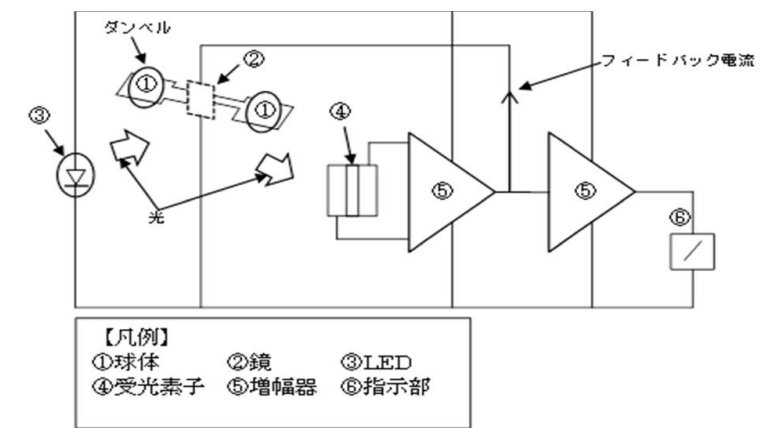 ダンベル
②
①
フィードバック電流
①
④
③
⑤
⑤
光
⑥
【凡例】
①球体 ②鏡 ③LED
④受光素子 ⑤増幅器 ⑥指示部